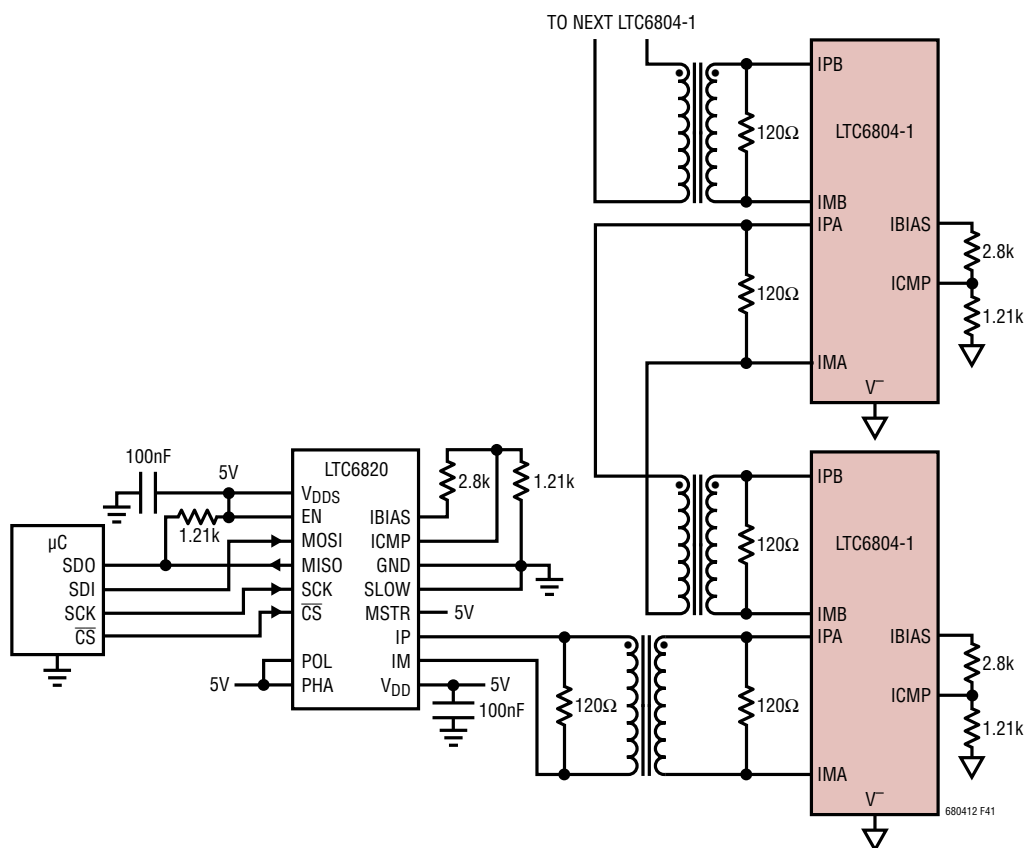 TO NEXT LTC6804-1
IPB
120Ω
LTC6804-1
IMB
IPA
IBIAS
2.8k
120Ω
ICMP
1.21k
IMA
V–
100nF
5V
LTC6820
2.8k
1.21k
VDDS
EN
IBIAS
1.21k
MOSI
ICMP
µC
SDO
MISO
GND
SDI
SCK
SLOW
SCK
CS
MSTR
5V
CS
IP
POL
IM
5V
PHA
VDD
5V
100nF
120Ω
120Ω
IPB
120Ω
LTC6804-1
IMB
IPA
IBIAS
2.8k
ICMP
1.21k
IMA
V–
680412 F41